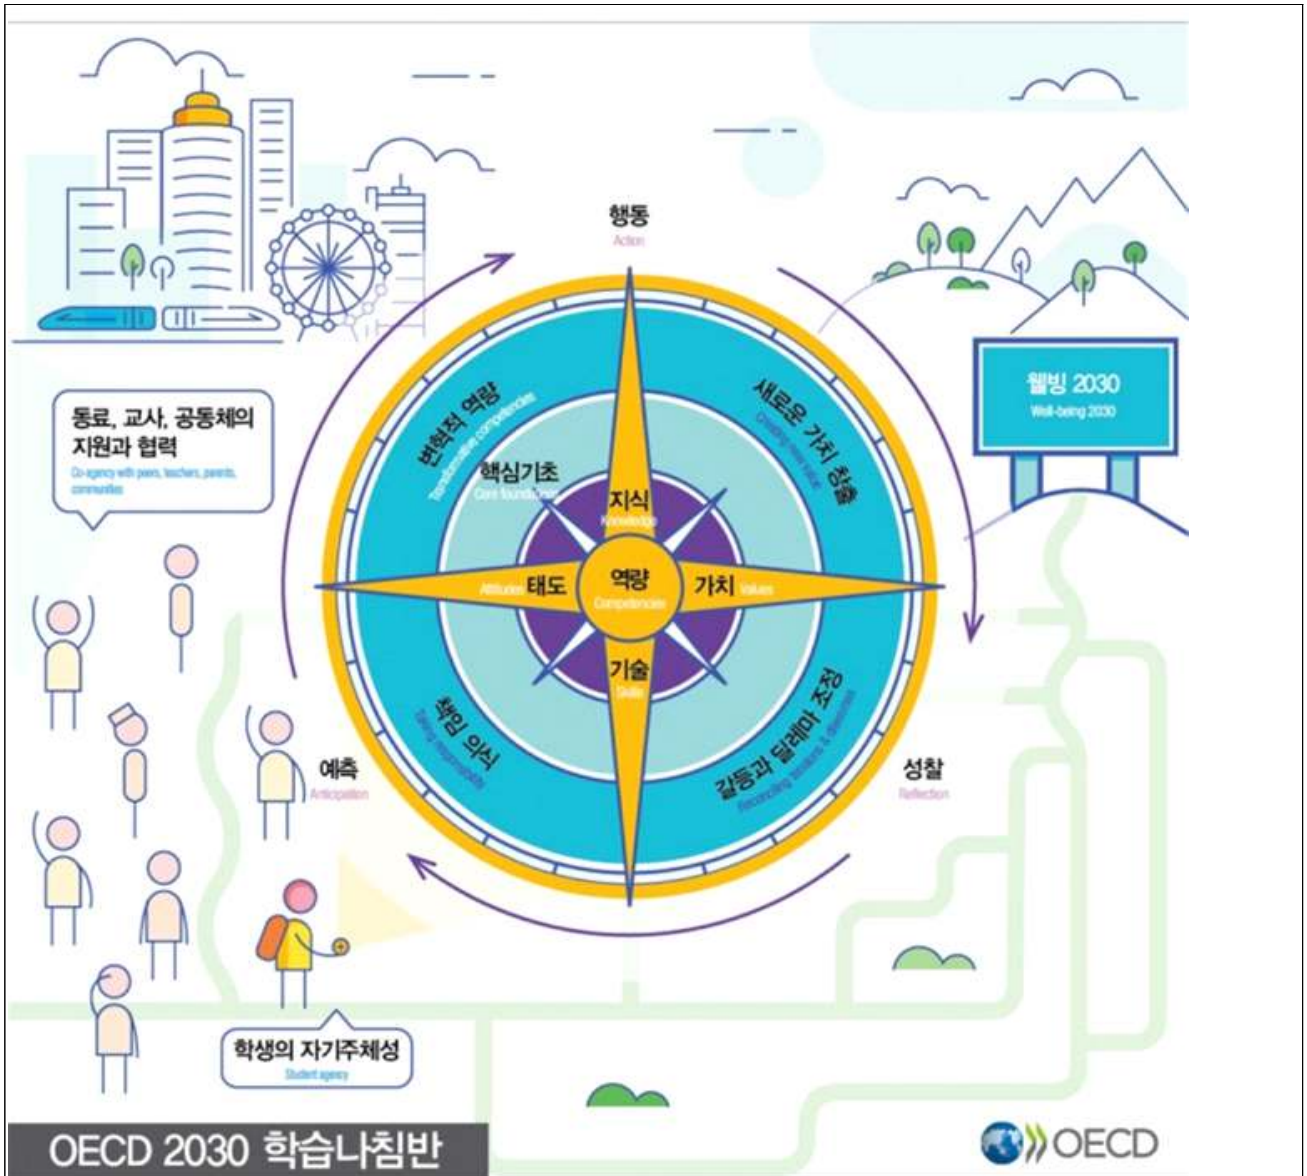 행동
Action
웰빙 2030
Well-being 2030
동료, 교사, 공동체의
지원과 협력
Co-agency with peers, teachers, parents,
communities
변혁적 역량
Transformative competencies
새로운 가치 창출
Creating new value
핵심기초
Core foundations
지식
Knowledge
Attitudes 태도
역량
Competencies
가치 Values
기술
Skills
책임 의식
Taking responsibility
갈등과 딜레마 조정
Reconciling tensions & dilemmas
예측
Anticipation
성찰
Reflection
학생의 자기주체성
Student agency
OECD 2030 학습나침반
OECD